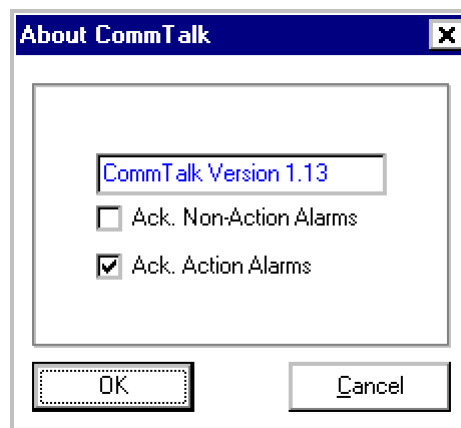 About CommTalk
CommTalk Version 1.13
Ack. Non-Action Alarms
Ack. Action Alarms
OK
Cancel